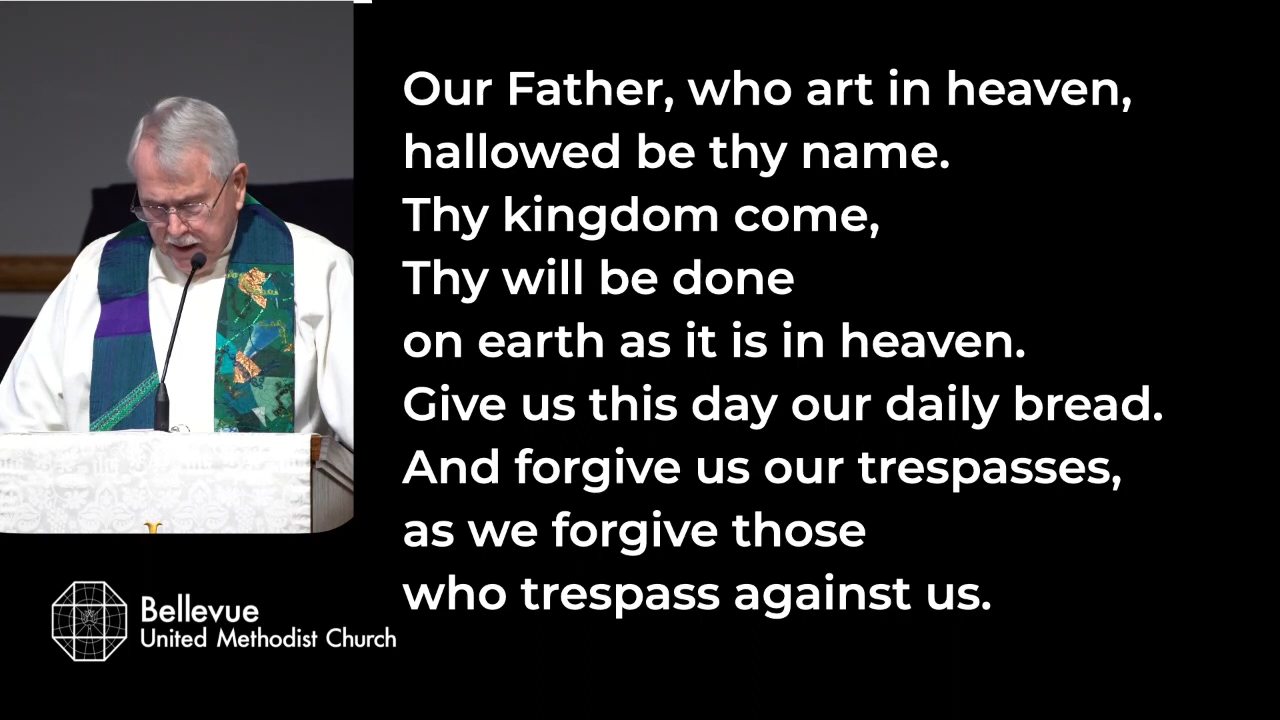 Our Father, who art in heaven,
hallowed be thy name.
Thy kingdom come,
Thy will be done
on earth as it is in heaven.
Give us this day our daily bread.
And forgive us our trespasses,
as we forgive those
who trespass against us.
Bellevue
United Methodist Church